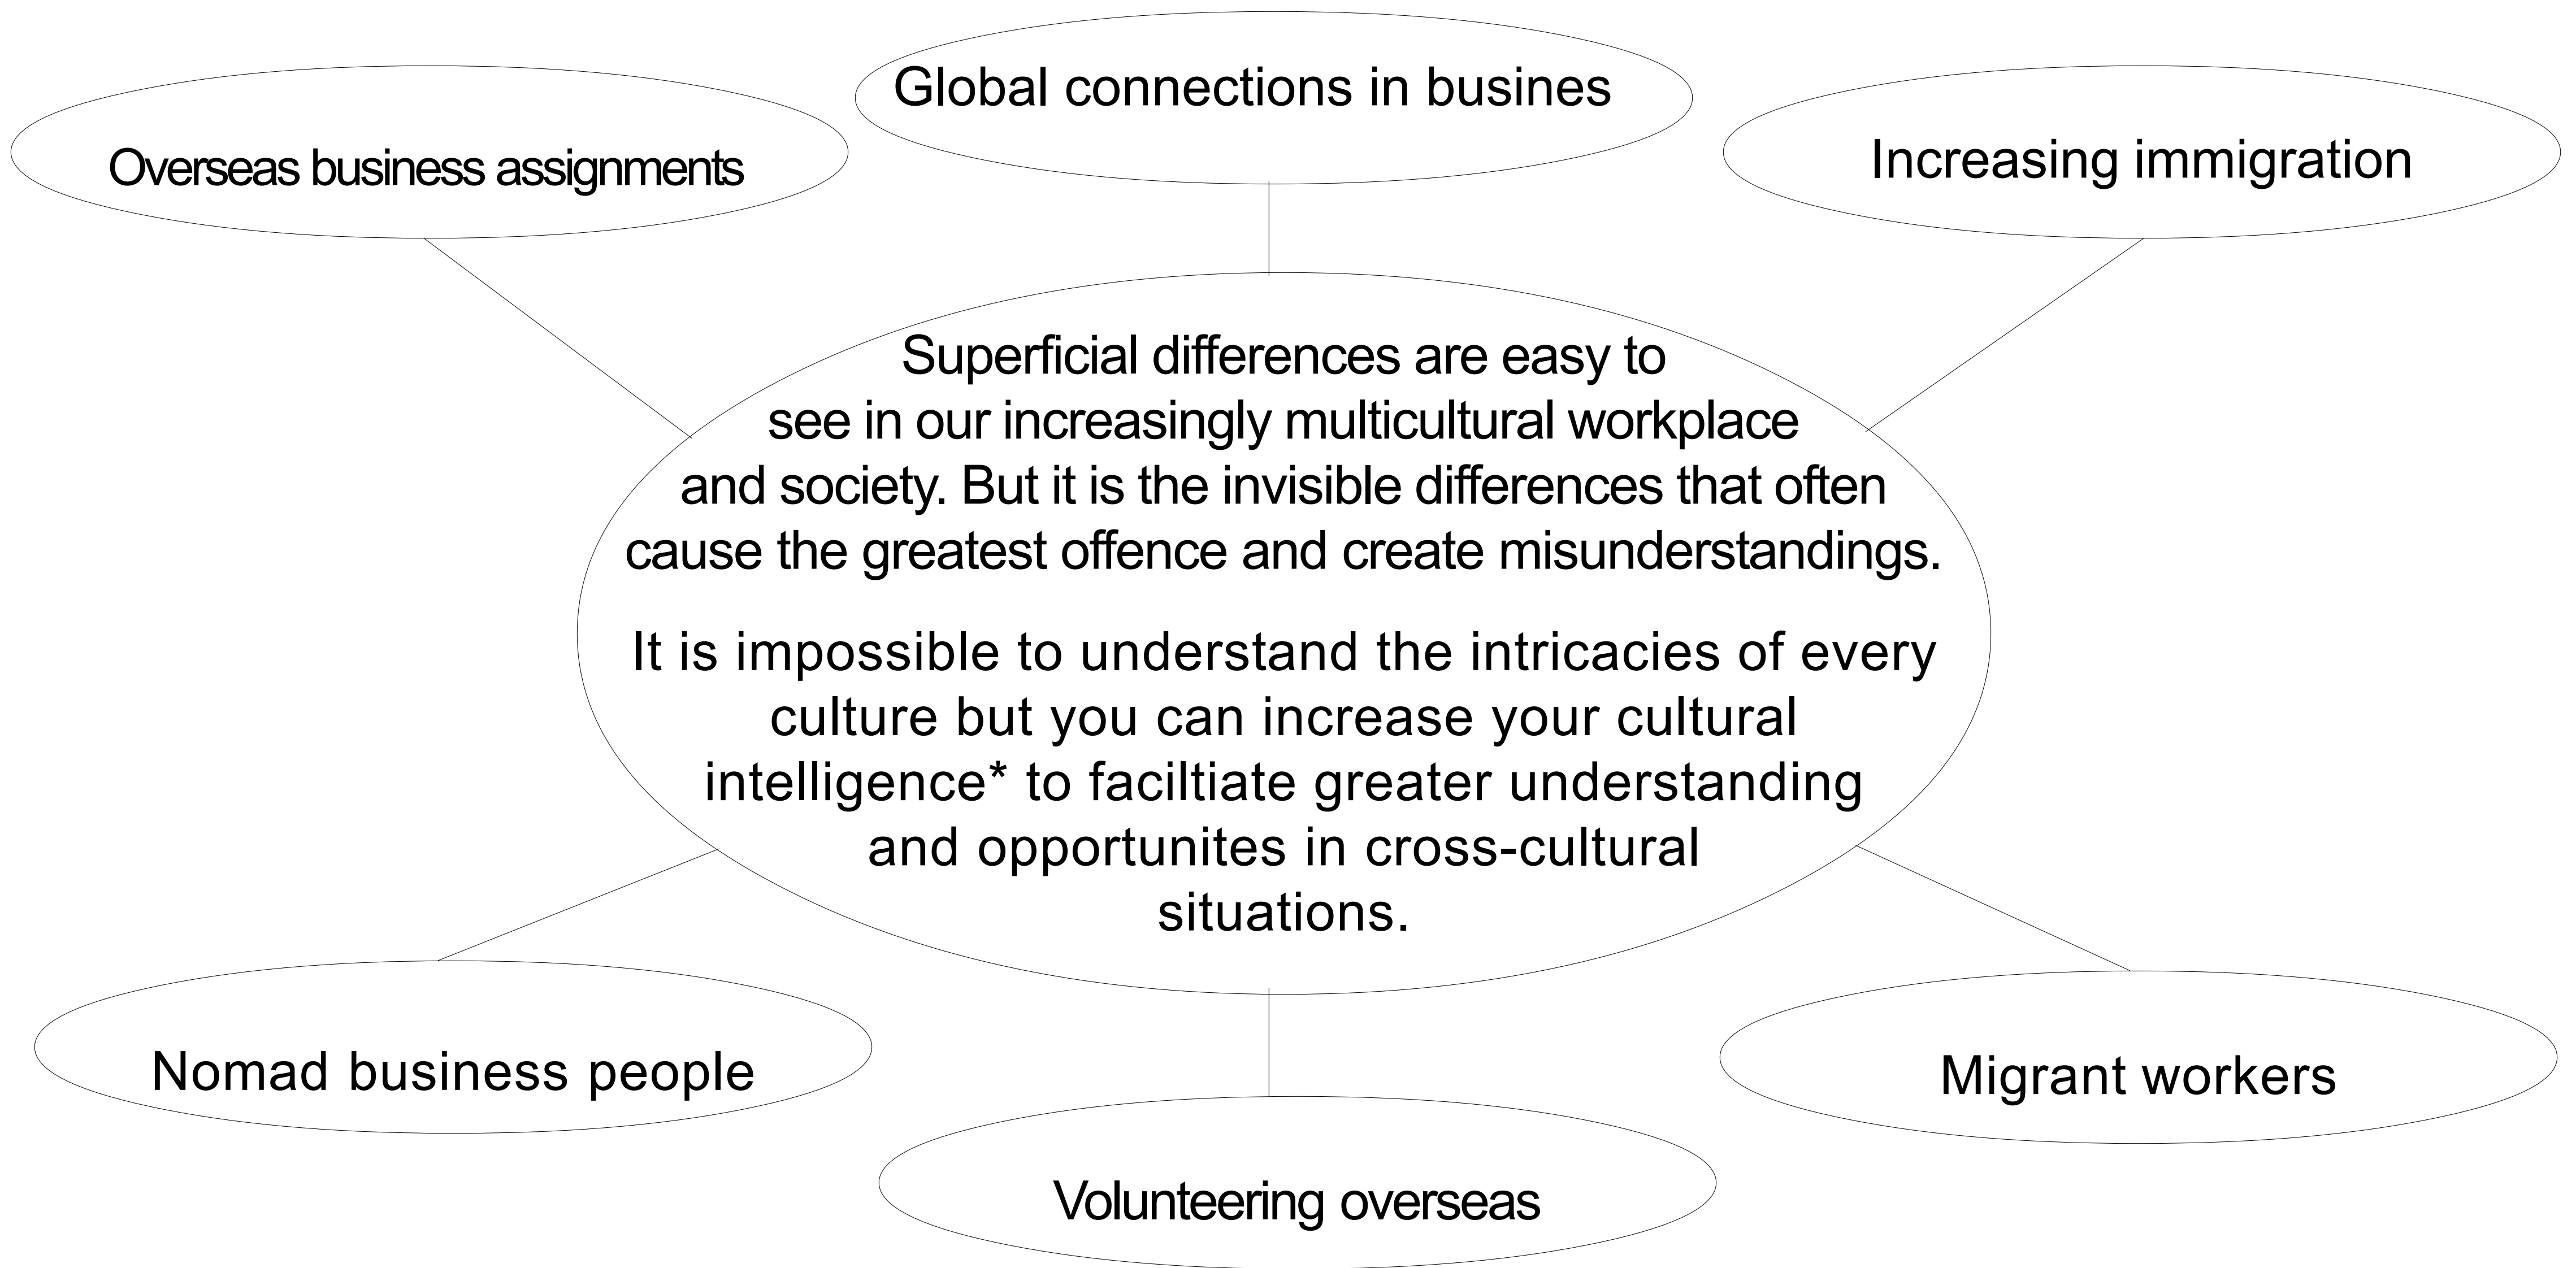 Global connections in busines
Overseas business assignments
Increasing immigration
Superficial differences are easy to
see in our increasingly multicultural workplace
and society. But it is the invisible differences that often
cause the greatest offence and create misunderstandings.
It is impossible to understand the intricacies of every
culture but you can increase your cultural
intelligence* to faciltiate greater understanding
and opportunites in cross-cultural
situations.
Nomad business people
Migrant workers
Volunteering overseas